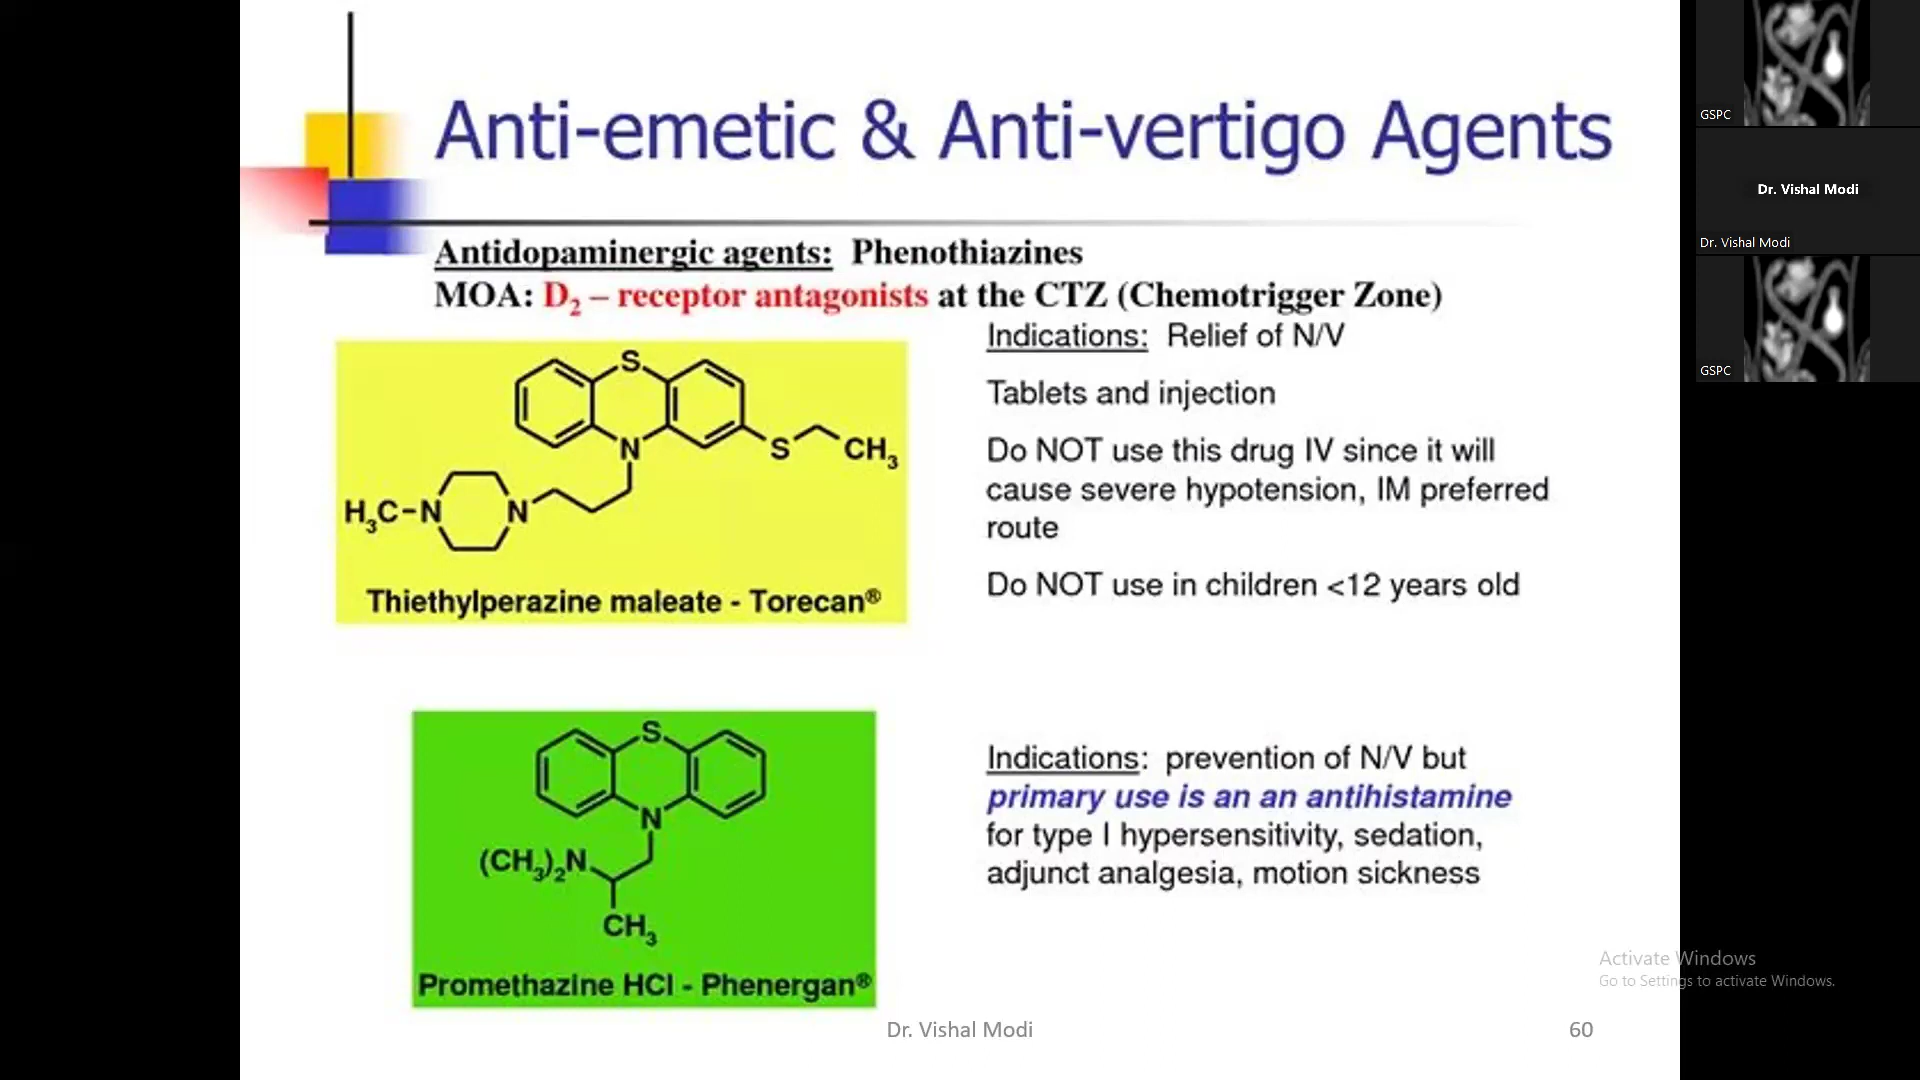 Anti-emetic & Anti-vertigo Agents
Antidopaminergic agents: Phenothiazines
MOA: D2 – receptor antagonists at the CTZ (Chemotrigger Zone)
S
N
S
CH3
H3C-N
N
Thiethylperazine maleate - Torecan®
Indications: Relief of N/V
Tablets and injection
Do NOT use this drug IV since it will
cause severe hypotension, IM preferred
route
Do NOT use in children <12 years old
S
N
(CH3)2N
CH3
Promethazine HCl - Phenergan®
Indications: prevention of N/V but
primary use is an an antihistamine
for type I hypersensitivity, sedation,
adjunct analgesia, motion sickness
Dr. Vishal Modi
60
GSPC
Dr. Vishal Modi
Dr. Vishal Modi
GSPC
Activate Windows
Go to Settings to activate Windows.